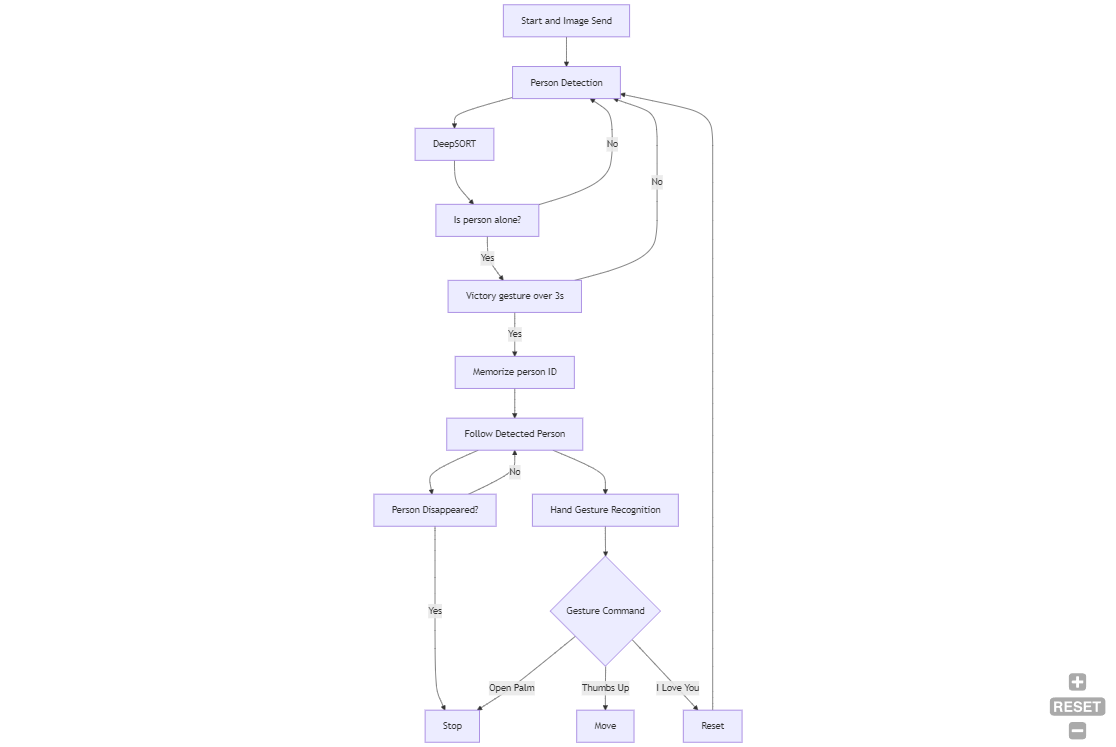 Start and Image Send
Person Detection
DeepSORT
No
No
Is person alone?
Yes
Victory gesture over 3s
Yes
Memorize person ID
Follow Detected Person
No
Person Disappeared?
Hand Gesture Recognition
Yes
Gesture Command
Open Palm
Thumbs Up
I Love You
Stop
Move
Reset
RESET